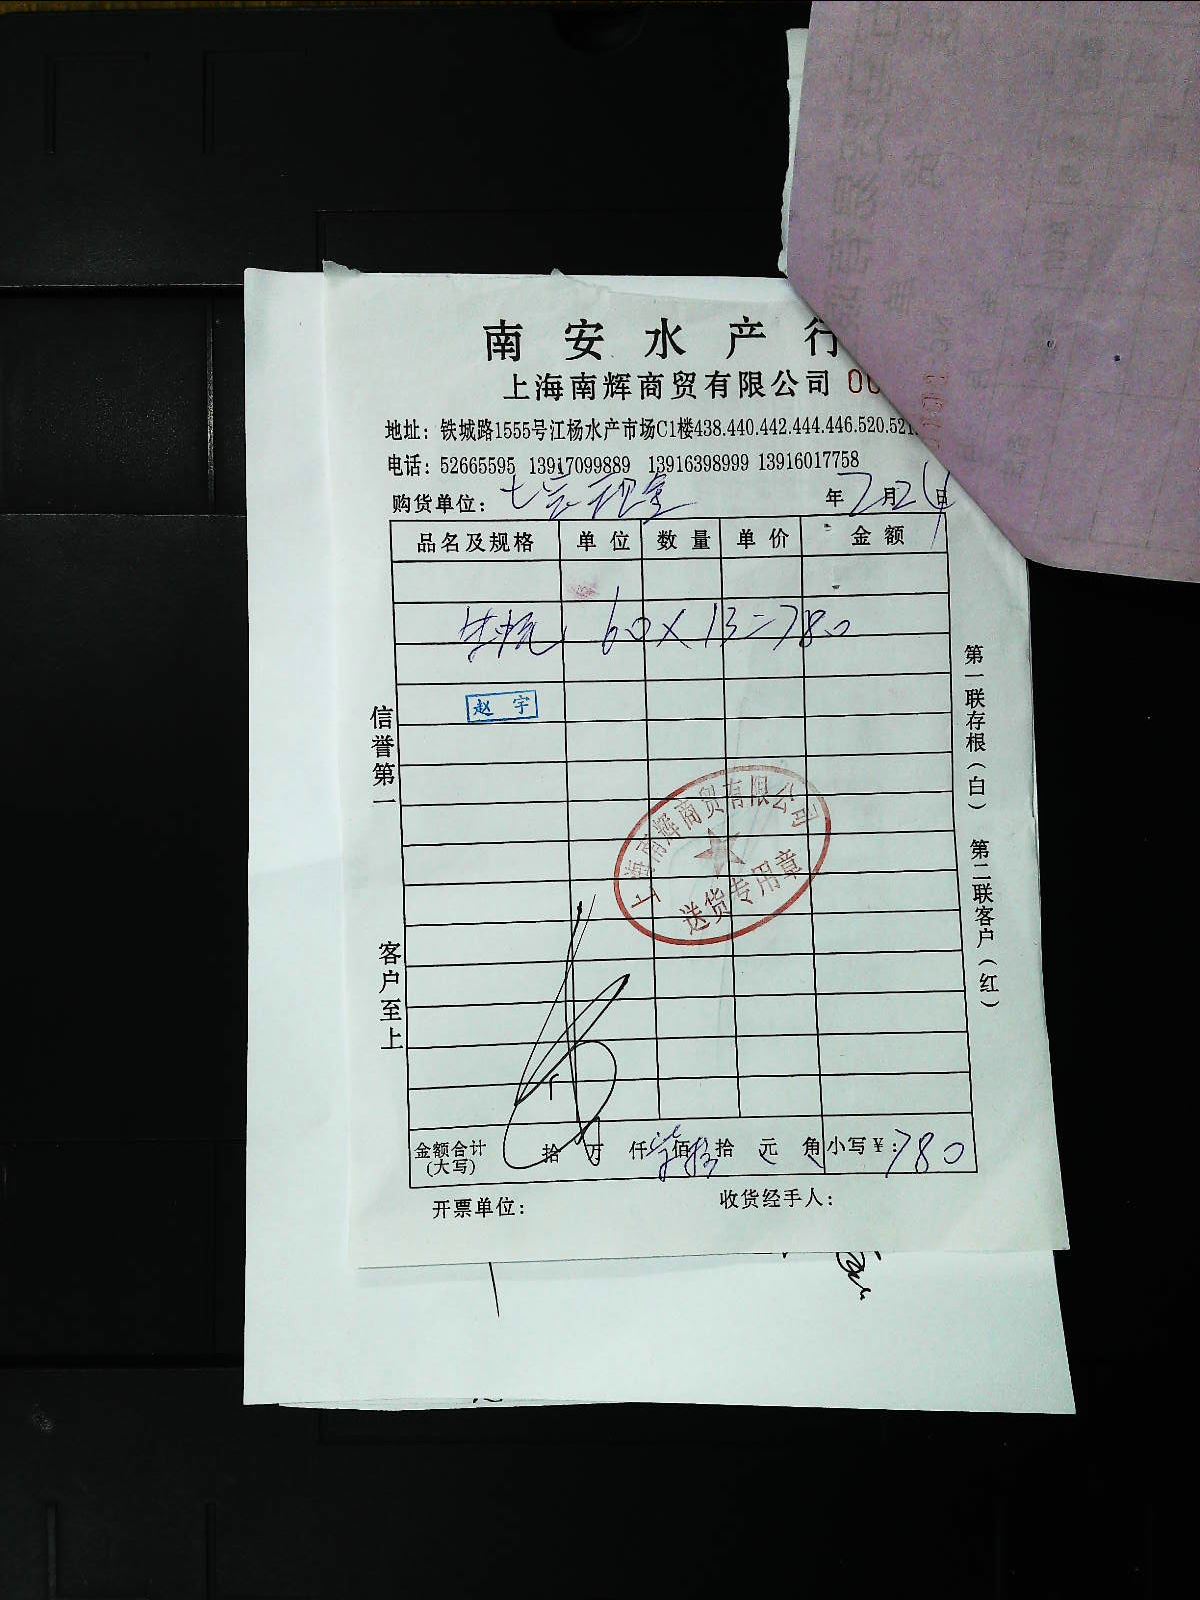 南安水产行
上海南辉商贸有限公司 00
地址：铁城路1555号江杨水产市场C1楼438.440.442.444.446.520.521.
电话：52665595 13917099889 13916398999 13916017758
购货单位： 年7月24日
品名及规格 单位 数量 单价 金额
60×13=780
赵宇
信誉第一
客户至上
上海南辉商贸有限公司
送货专用章
第一联存根（白） 第二联客户（红）
金额合计（大写） 拾 万 仟 佰 拾 元 角 小写￥：780
开票单位： 收货经手人：